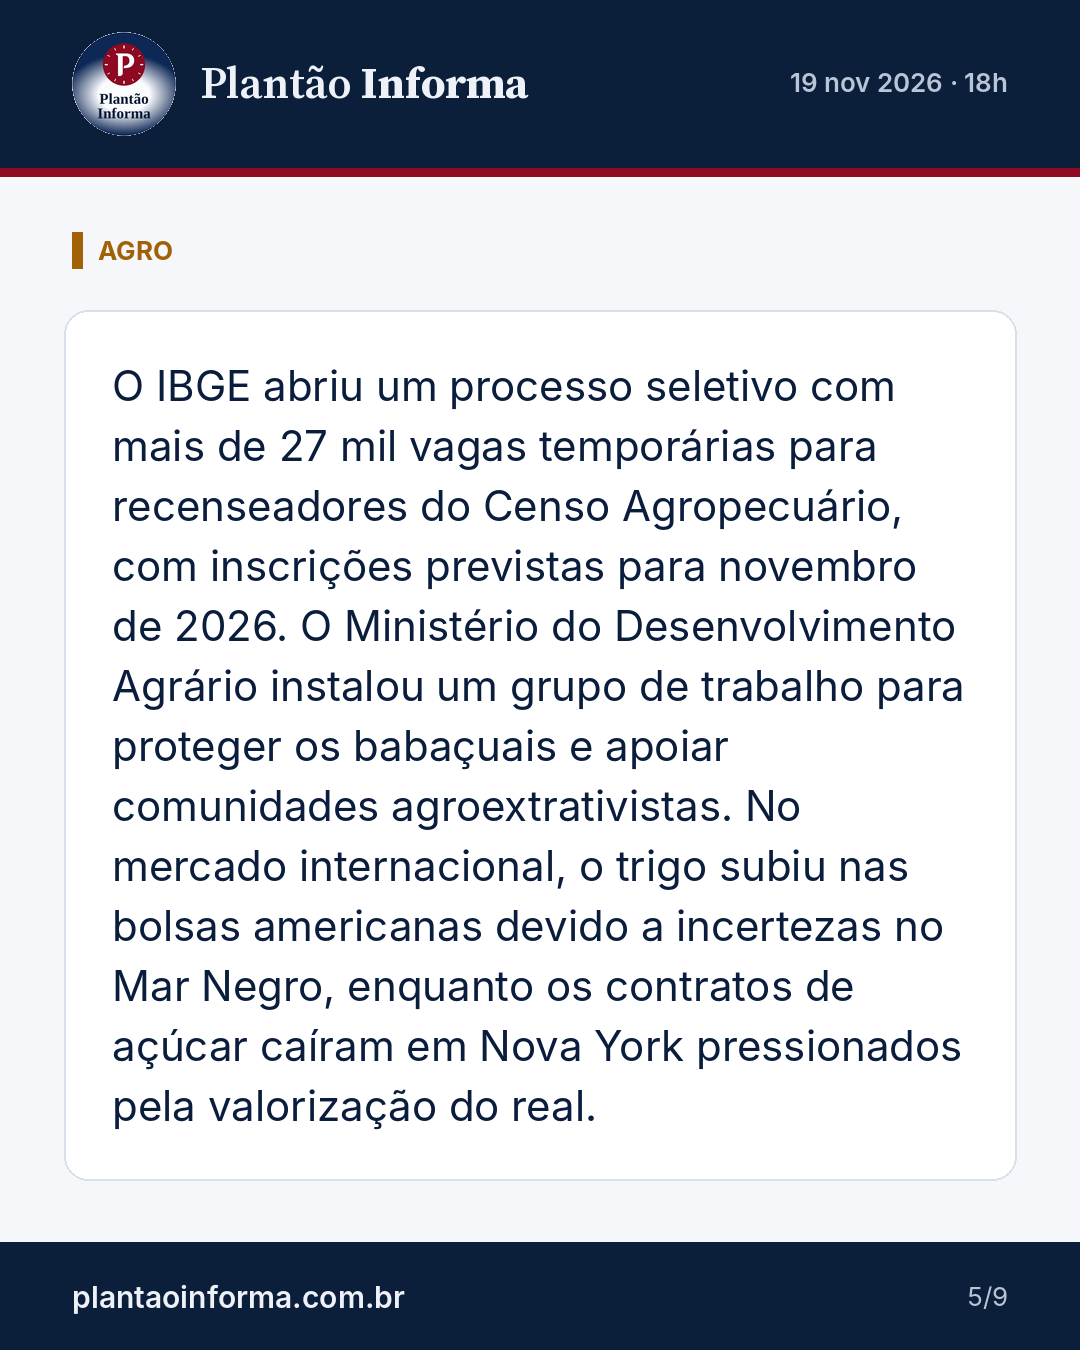 P
Plantão
Informa
Plantão Informa
19 nov 2026 · 18h
AGRO
O IBGE abriu um processo seletivo com
mais de 27 mil vagas temporárias para
recenseadores do Censo Agropecuário,
com inscrições previstas para novembro
de 2026. O Ministério do Desenvolvimento
Agrário instalou um grupo de trabalho para
proteger os babaçuais e apoiar
comunidades agroextrativistas. No
mercado internacional, o trigo subiu nas
bolsas americanas devido a incertezas no
Mar Negro, enquanto os contratos de
açúcar caíram em Nova York pressionados
pela valorização do real.
plantaoinforma.com.br
5/9